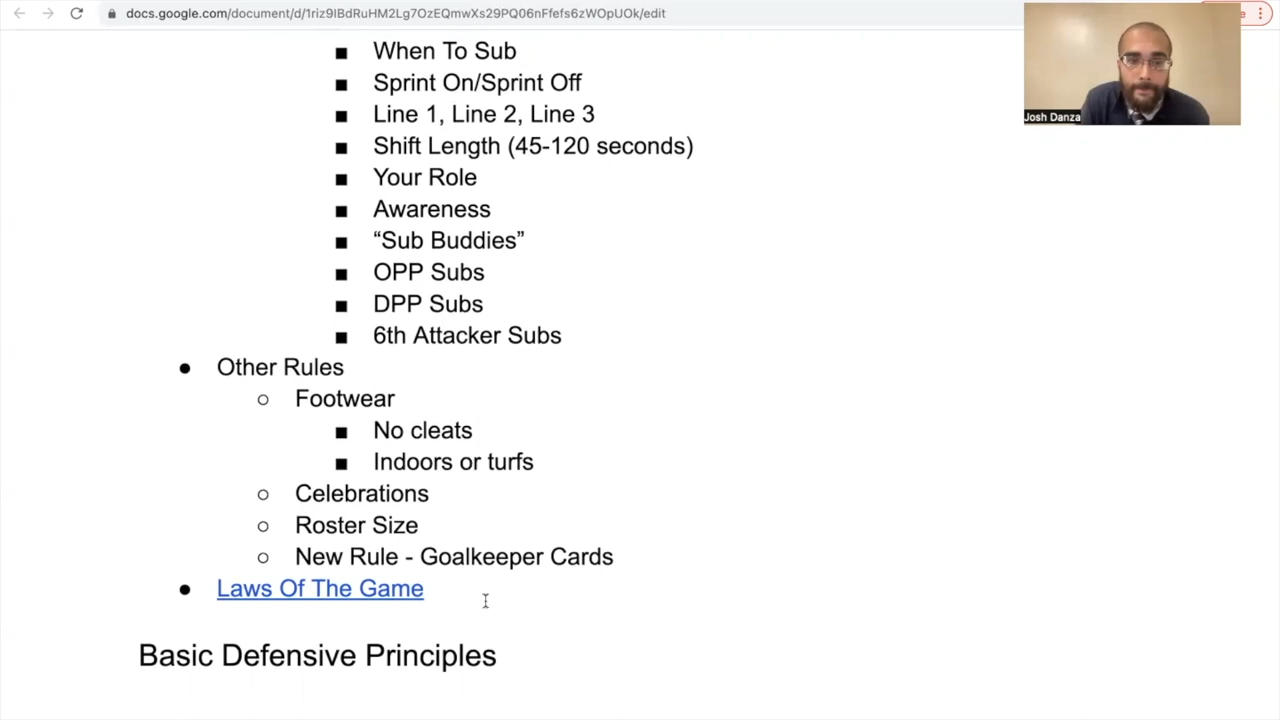 docs.google.com/document/d/1riz9IBdRuHM2Lg7OzEQmwXs29PQ06nFfefs6zWOpUOk/edit
■ When To Sub
■ Sprint On/Sprint Off
■ Line 1, Line 2, Line 3
■ Shift Length (45-120 seconds)
■ Your Role
■ Awareness
■ “Sub Buddies”
■ OPP Subs
■ DPP Subs
■ 6th Attacker Subs
● Other Rules
○ Footwear
■ No cleats
■ Indoors or turfs
○ Celebrations
○ Roster Size
○ New Rule - Goalkeeper Cards
● Laws Of The Game
Basic Defensive Principles
Josh Danza